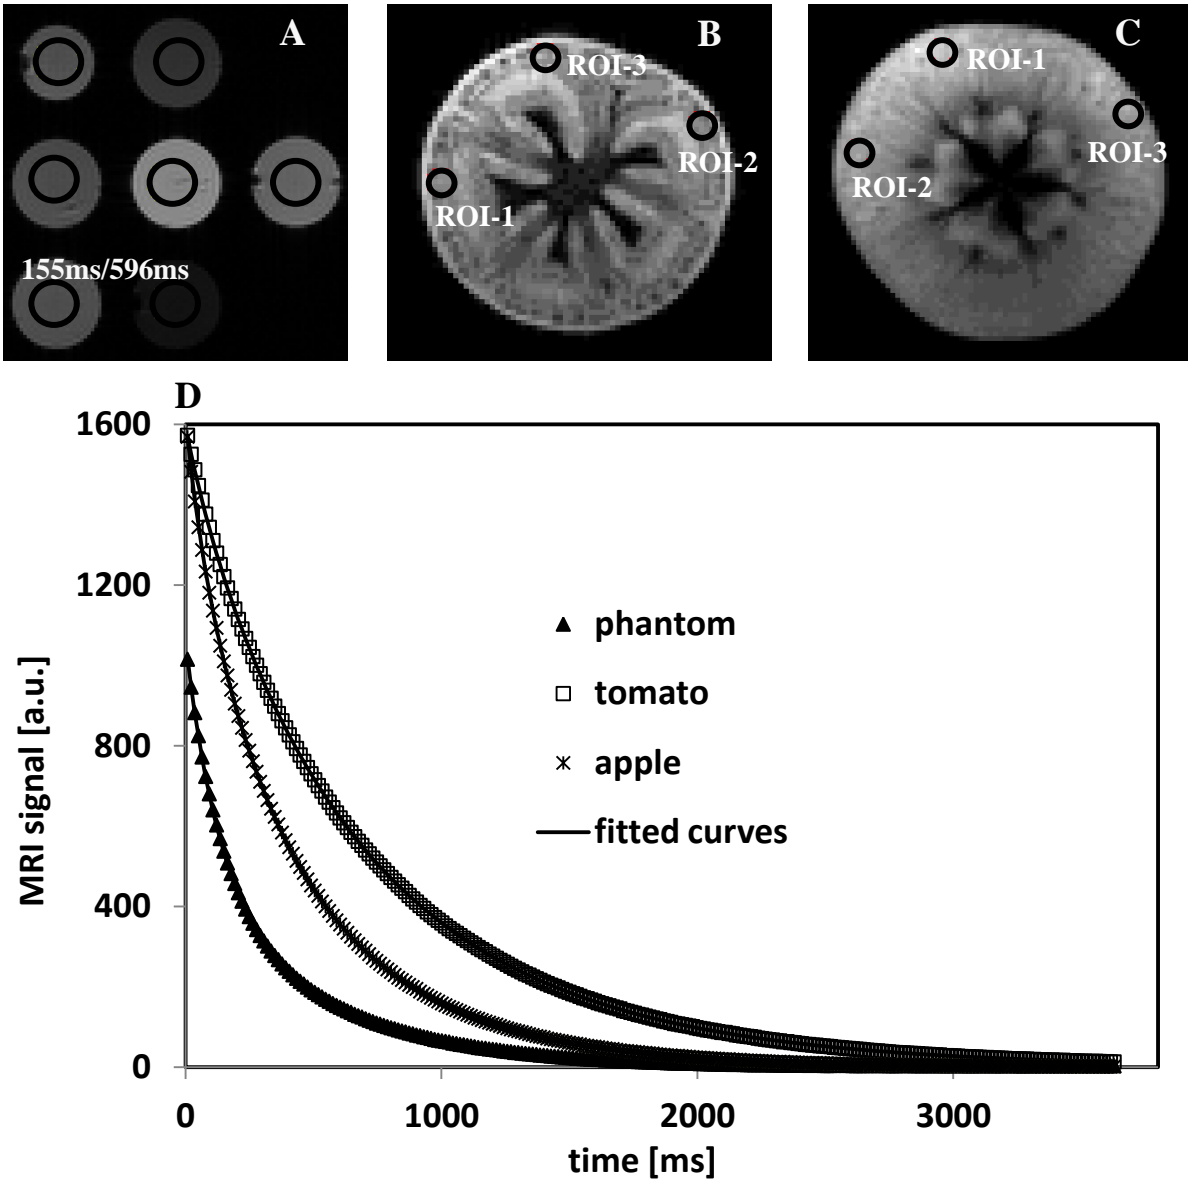 A
B
C
ROI-3
ROI-2
ROI-1
ROI-1
ROI-3
ROI-2
155ms/596ms
D
1600
1200
800
400
0
MRI signal [a.u.]
phantom
tomato
apple
fitted curves
0 1000 2000 3000
time [ms]